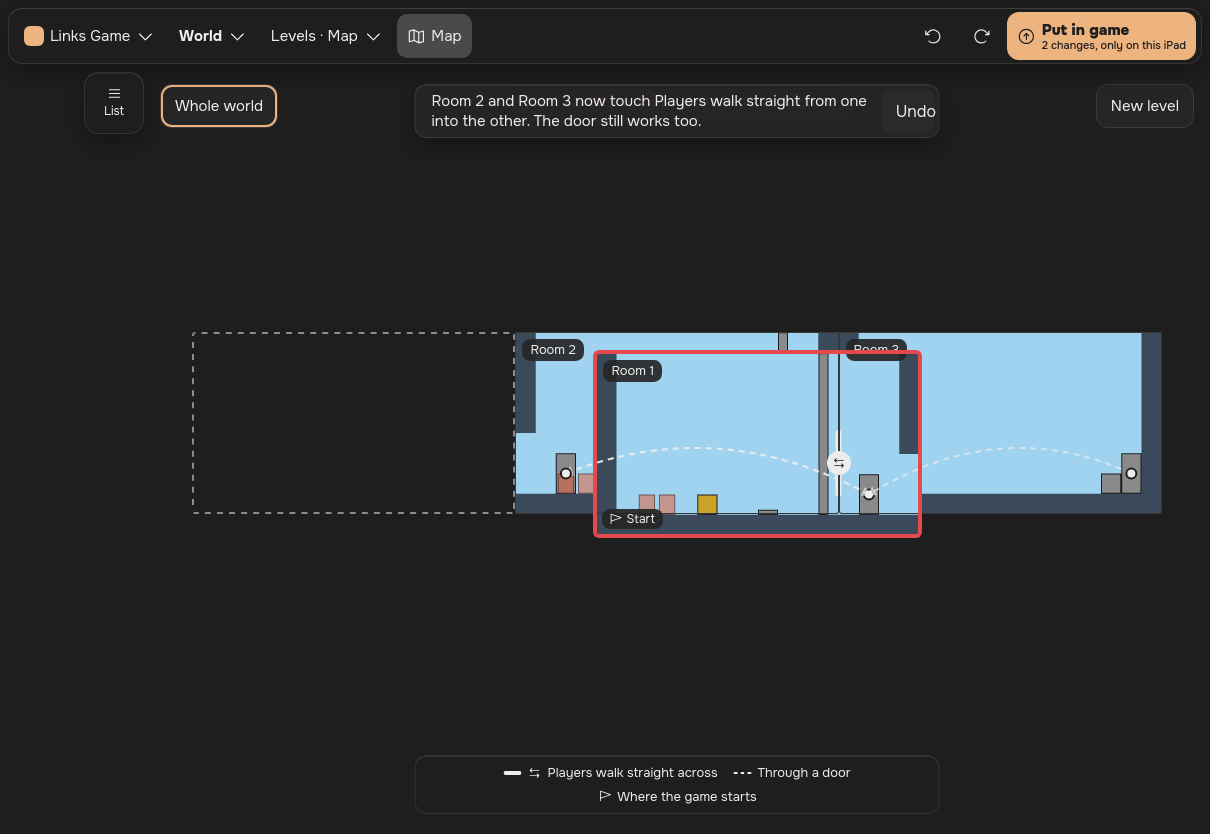 Links Game
World
Levels · Map
Map
Put in game
2 changes, only on this iPad
List
Whole world
Room 2 and Room 3 now touch Players walk straight from one
into the other. The door still works too.
Undo
New level
Room 2
Room 3
Room 1
Start
Players walk straight across
Through a door
Where the game starts